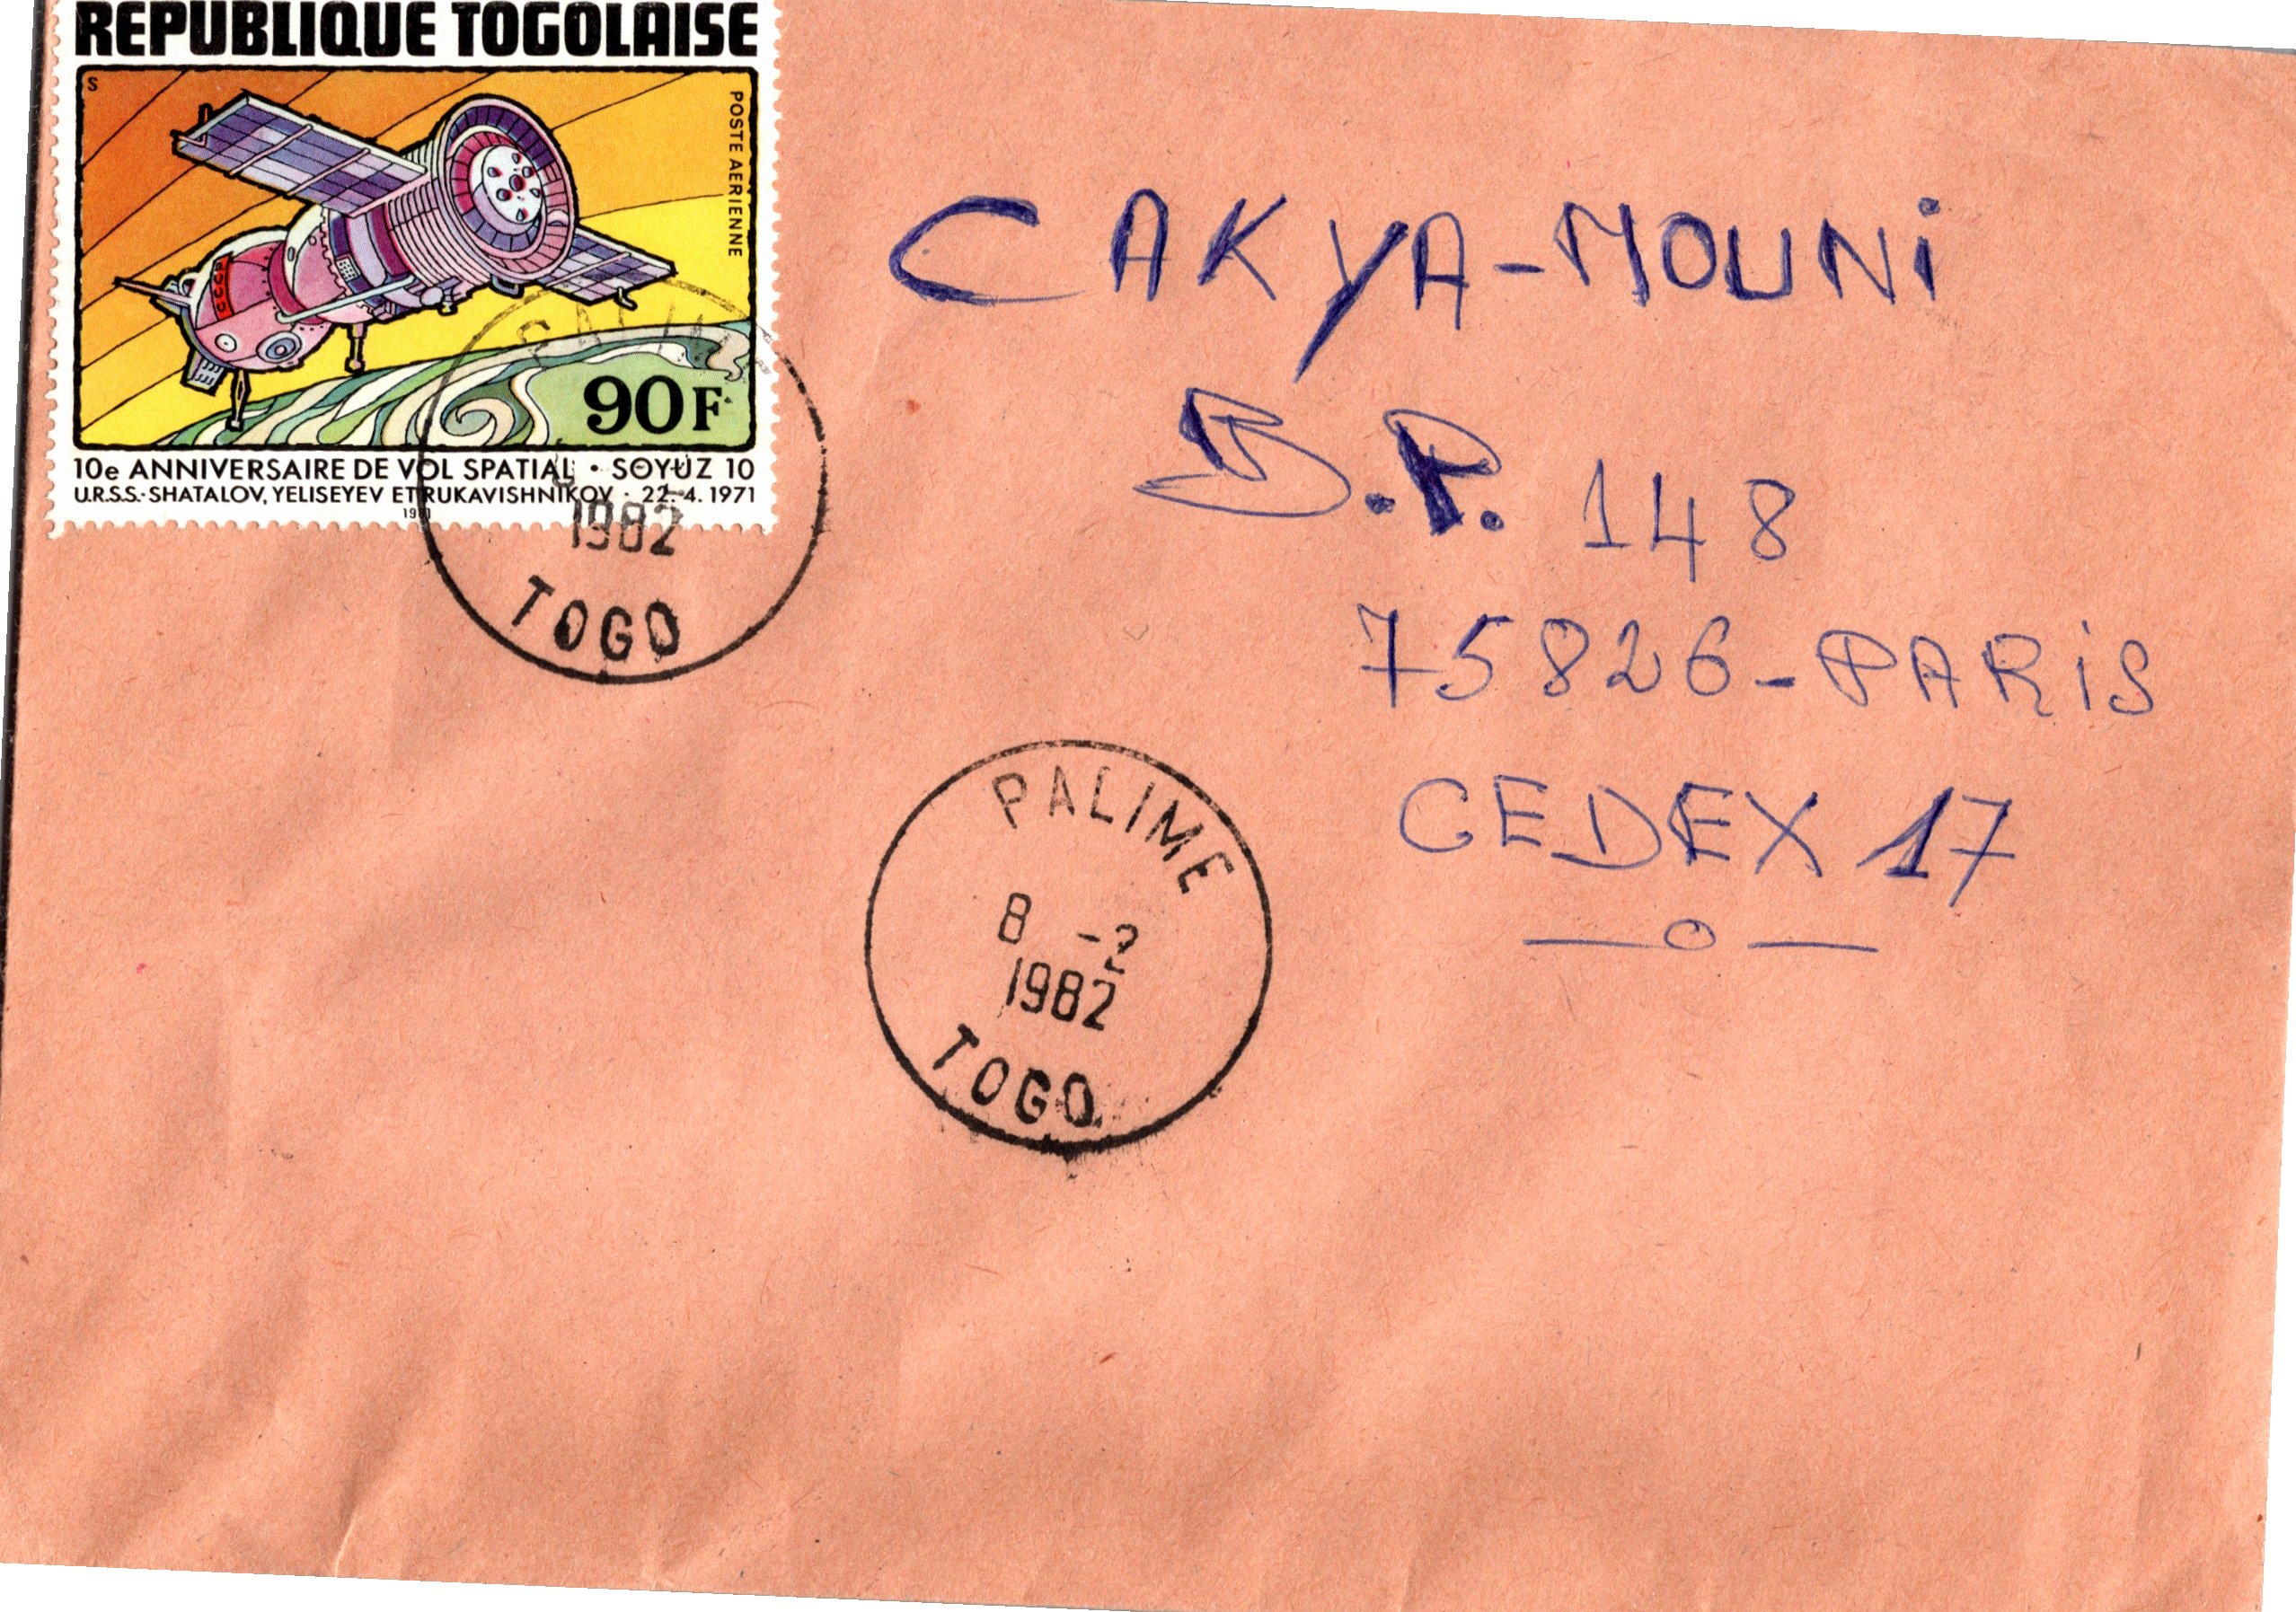 REPUBLIQUE TOGOLAISE
S
POSTE AERIENNE
CCCP
90F
10e ANNIVERSAIRE DE VOL SPATIAL • SOYUZ 10
U.R.S.S.-SHATALOV, YELISEYEV ET RUKAVISHNIKOV • 22.4.1971
1982
TOGO
CAKYA-MOUNi
B.P. 148
75826-PARiS
CEDEX 17
PALIME
8 -2
1982
TOGO